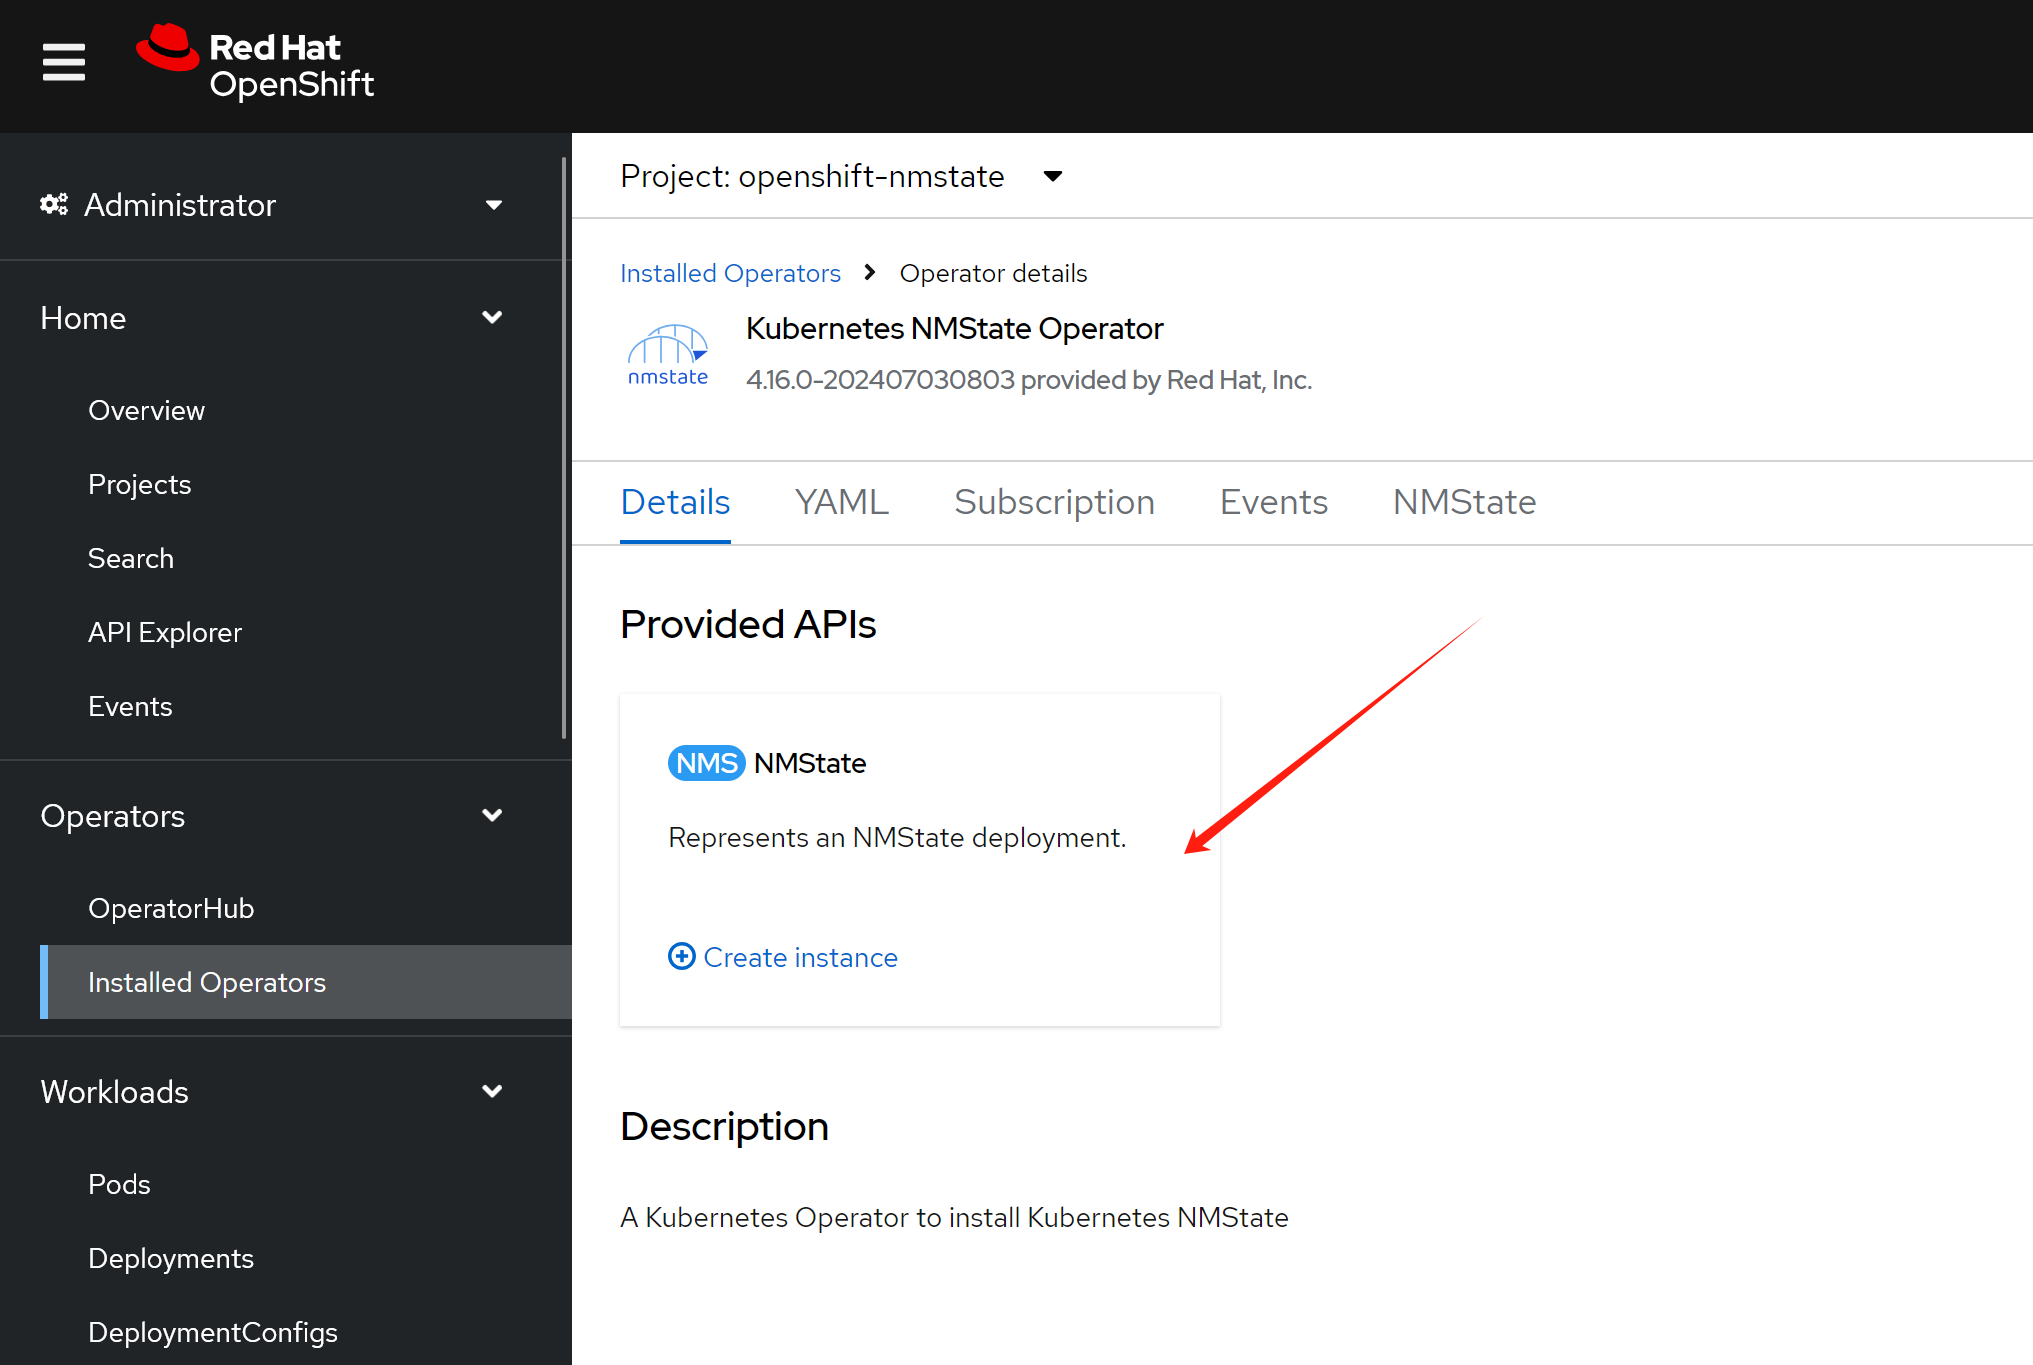 Red Hat
OpenShift
Administrator
Home
Overview
Projects
Search
API Explorer
Events
Operators
OperatorHub
Installed Operators
Workloads
Pods
Deployments
DeploymentConfigs
Project: openshift-nmstate
Installed Operators
Operator details
nmstate
Kubernetes NMState Operator
4.16.0-202407030803 provided by Red Hat, Inc.
Details YAML Subscription Events NMState
Provided APIs
NMS NMState
Represents an NMState deployment.
Create instance
Description
A Kubernetes Operator to install Kubernetes NMState